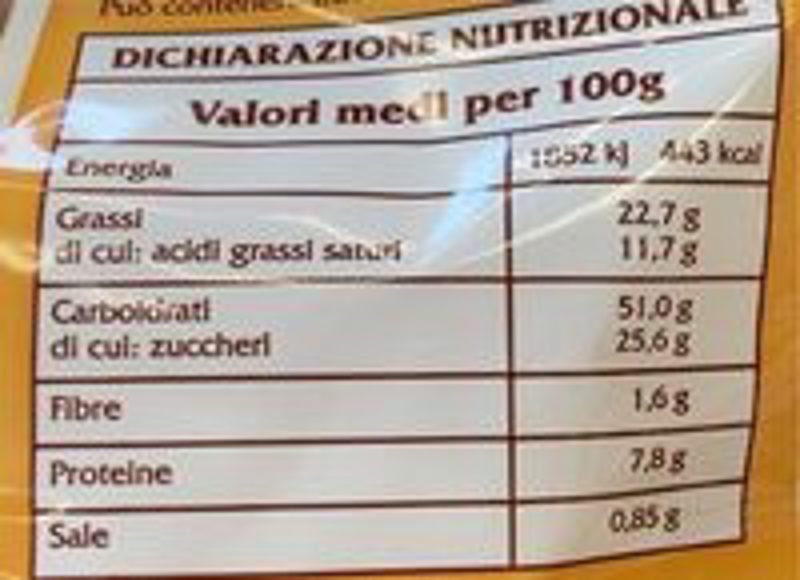 Può
DICHIARAZIONE NUTRIZIONALE
Valori medi per 100g
Energia 1852 kJ 443 kcal
Grassi 22,7 g
di cui: acidi grassi saturi 11,7 g
Carboidrati 51,0 g
di cui: zuccheri 25,6 g
Fibre 1,6 g
Proteine 7,8 g
Sale 0,85 g